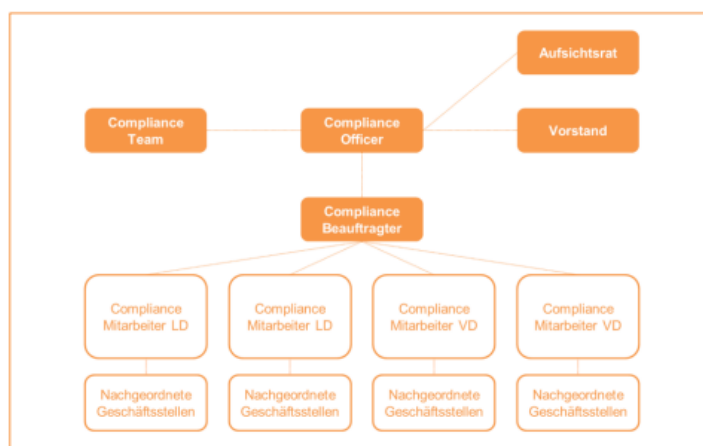 Aufsichtsrat
Compliance
Team
Compliance
Officer
Vorstand
Compliance
Beauftragter
Compliance
Mitarbeiter LD
Compliance
Mitarbeiter LD
Compliance
Mitarbeiter VD
Compliance
Mitarbeiter VD
Nachgeordnete
Geschäftsstellen
Nachgeordnete
Geschäftsstellen
Nachgeordnete
Geschäftsstellen
Nachgeordnete
Geschäftsstellen